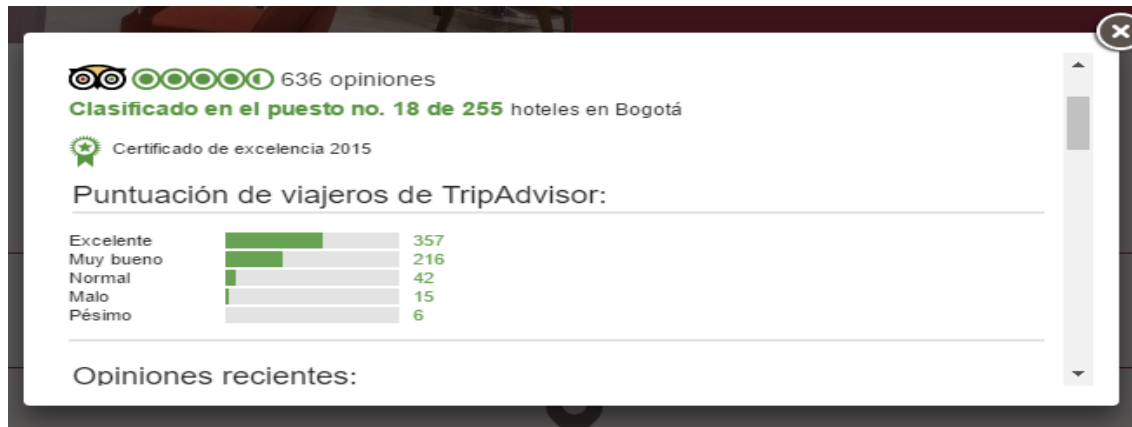 636 opiniones
Clasificado en el puesto no. 18 de 255 hoteles en Bogotá
Certificado de excelencia 2015
Puntuación de viajeros de TripAdvisor:
Excelente 357
Muy bueno 216
Normal 42
Malo 15
Pésimo 6
Opiniones recientes: